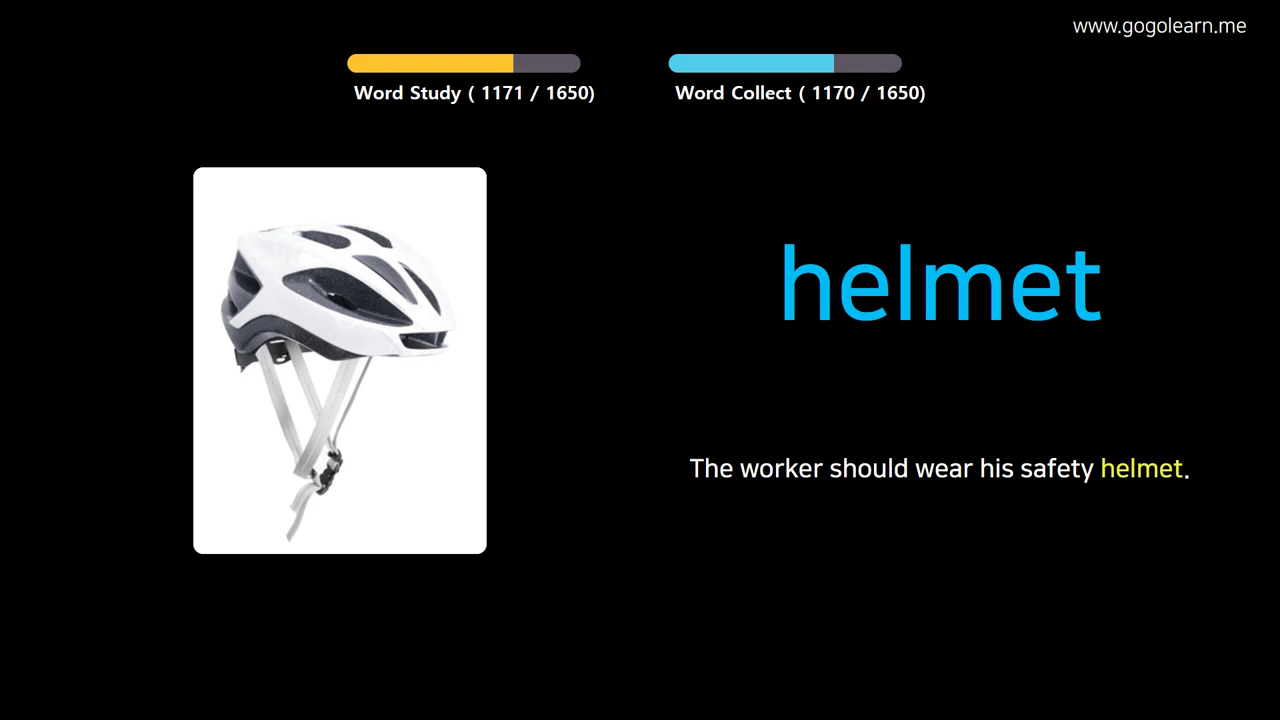 www.gogolearn.me
Word Study ( 1171 / 1650)
Word Collect ( 1170 / 1650)
helmet
The worker should wear his safety helmet.